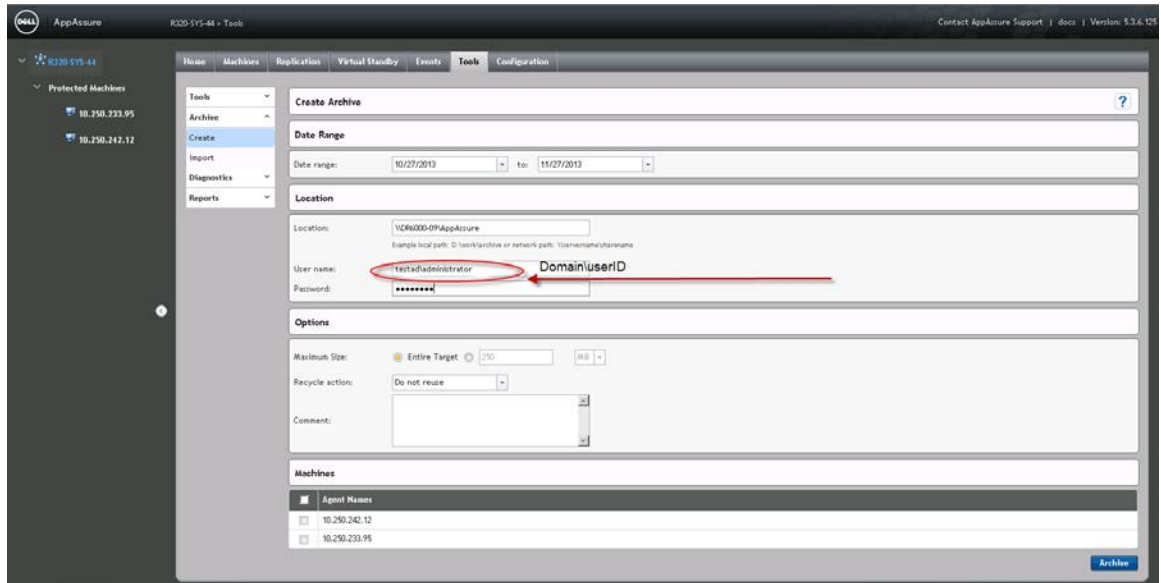 DELL AppAssure R320-SYS-44 > Tools Contact AppAssure Support | docs | Version: 5.3.6.125
R320-SYS-44
Protected Machines
10.250.233.95
10.250.242.12
Home Machines Replication Virtual Standby Events Tools Configuration
Tools
Archive
Create
Import
Diagnostics
Reports
Create Archive ?
Date Range
Date range: 10/27/2013 to: 11/27/2013
Location
Location: \\DR6000-09\AppAssure
Example local path: D:\work\archive or network path: \\servername\sharename
User name: testad\administrator Domain\userID
Password: ••••••••
Options
Maximum Size: Entire Target 250 MB
Recycle action: Do not reuse
Comment:
Machines
Agent Names
10.250.242.12
10.250.233.95
Archive